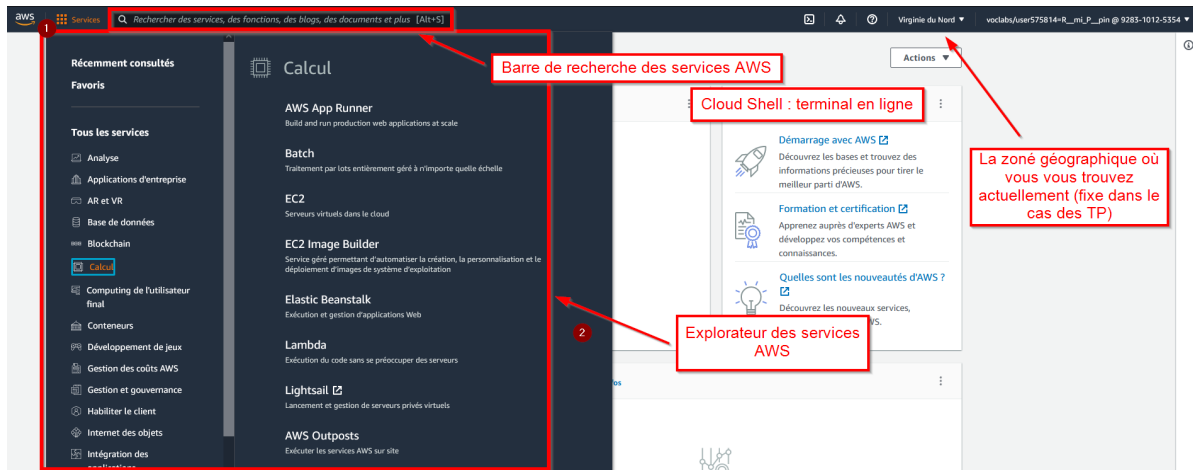 aws
Services
Rechercher des services, des fonctions, des blogs, des documents et plus [Alt+S]
Virginie du Nord ▼
voclabs/user575814=R__mi_P__pin @ 9283-1012-5354 ▼
1
Récemment consultés
Favoris
Tous les services
Analyse
Applications d'entreprise
AR et VR
Base de données
Blockchain
Calcul
Computing de l'utilisateur
final
Conteneurs
Développement de jeux
Gestion des coûts AWS
Gestion et gouvernance
Habiliter le client
Internet des objets
Intégration des
applications
Calcul
AWS App Runner
Build and run production web applications at scale
Batch
Traitement par lots entièrement géré à n'importe quelle échelle
EC2
Serveurs virtuels dans le cloud
EC2 Image Builder
Service géré permettant d'automatiser la création, la personnalisation et le
déploiement d'images de système d'exploitation
Elastic Beanstalk
Exécution et gestion d'applications Web
Lambda
Exécution du code sans se préoccuper des serveurs
Lightsail
Lancement et gestion de serveurs privés virtuels
AWS Outposts
Exécuter les services AWS sur site
2
Barre de recherche des services AWS
Actions ▼
Cloud Shell : terminal en ligne
Démarrage avec AWS
Découvrez les bases et trouvez des
informations précieuses pour tirer le
meilleur parti d'AWS.
Formation et certification
Apprenez auprès d'experts AWS et
développez vos compétences et
connaissances.
Quelles sont les nouveautés d'AWS ?
Découvrez les nouveaux services,
Explorateur des services
AWS
La zoné géographique où
vous vous trouvez
actuellement (fixe dans le
cas des TP)